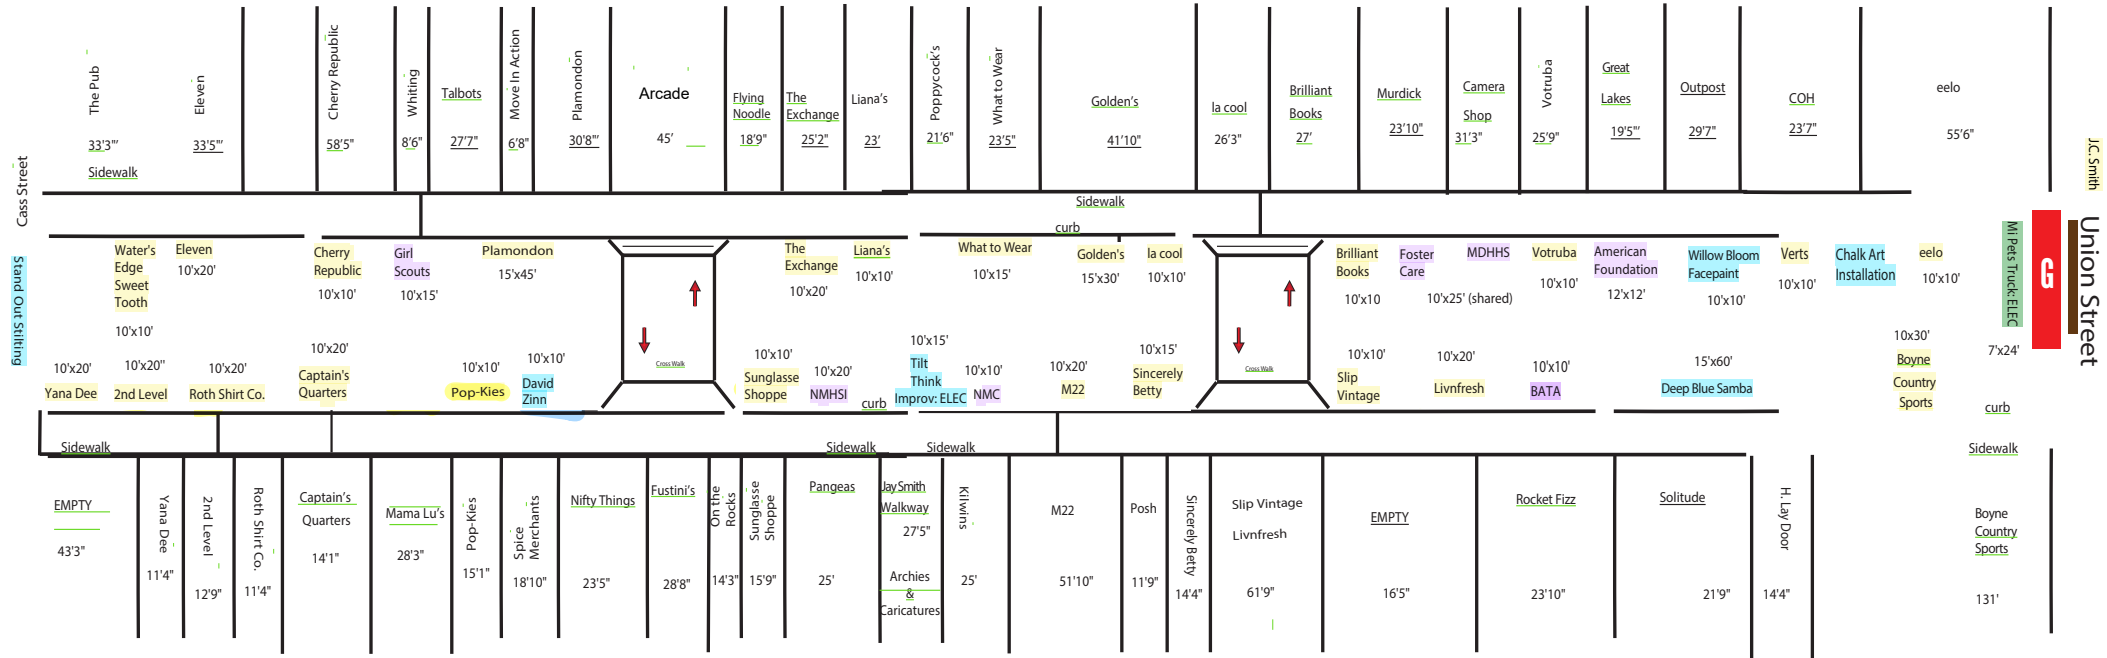 The Pub
33'3"'
Sidewalk
Eleven
33'5"'
Cherry Republic
58'5"
Whiting
8'6"
Talbots
27'7"
Move In Action
6'8"
Plamondon
30'8"'
Arcade
45'
Flying
Noodle
18'9"
The
Exchange
25'2"
Liana's
23'
Poppycock's
21'6"
What to Wear
23'5"
Golden's
41'10"
la cool
26'3"
Brilliant
Books
27'
Murdick
23'10"
Camera
Shop
31'3"
Votruba
25'9"
Great
Lakes
19'5"'
Outpost
29'7"
COH
23'7"
eelo
55'6"
J.C. Smith
Cass Street
Sidewalk
curb
Stand Out Stilting
Water's
Edge
Sweet
Tooth
10'x10'
Eleven
10'x20'
Cherry
Republic
10'x10'
Girl
Scouts
10'x15'
Plamondon
15'x45'
The
Exchange
10'x20'
Liana's
10'x10'
What to Wear
10'x15'
Golden's
15'x30'
la cool
10'x10'
Brilliant
Books
10'x10
Foster
Care
MDHHS
10'x25' (shared)
Votruba
10'x10'
American
Foundation
12'x12'
Willow Bloom
Facepaint
10'x10'
Verts
10'x10'
Chalk Art
Installation
eelo
10'x10'
MI Pets Truck: ELEC
G
Union Street
10'x20'
Yana Dee
10'x20''
2nd Level
10'x20'
Roth Shirt Co.
10'x20'
Captain's
Quarters
10'x10'
Pop-Kies
10'x10'
David
Zinn
Cross Walk
10'x10'
Sunglasse
Shoppe
10'x20'
NMHSI
curb
10'x15'
Tilt
Think
Improv: ELEC
10'x10'
NMC
10'x20'
M22
10'x15'
Sincerely
Betty
Cross Walk
10'x10'
Slip
Vintage
10'x20'
Livnfresh
10'x10'
BATA
15'x60'
Deep Blue Samba
10x30'
Boyne
Country
Sports
7'x24'
curb
Sidewalk
Sidewalk
Sidewalk
Sidewalk
EMPTY
43'3"
Yana Dee
11'4"
2nd Level
12'9"
Roth Shirt Co.
11'4"
Captain's
Quarters
14'1"
Mama Lu's
28'3"
Pop-Kies
15'1"
Spice
Merchants
18'10"
Nifty Things
23'5"
Fustini's
28'8"
On the
Rocks
14'3"
Sunglasse
Shoppe
15'9"
Pangeas
25'
Jay Smith
Walkway
27'5"
Archies
&
Caricatures
Kilwins
25'
M22
51'10"
Posh
11'9"
Sincerely Betty
14'4"
Slip Vintage
Livnfresh
61'9"
EMPTY
16'5"
Rocket Fizz
23'10"
Solitude
21'9"
H. Lay Door
14'4"
Boyne
Country
Sports
131'